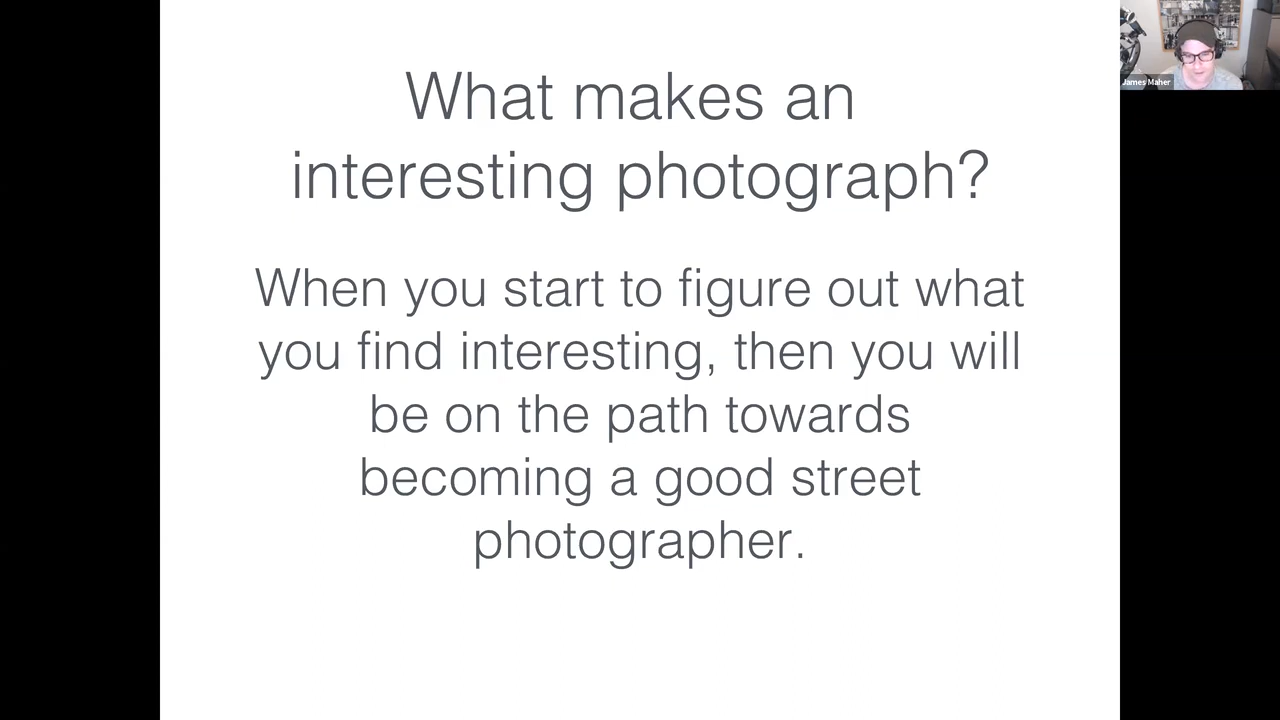 What makes an
interesting photograph?
When you start to figure out what
you find interesting, then you will
be on the path towards
becoming a good street
photographer.
James Maher